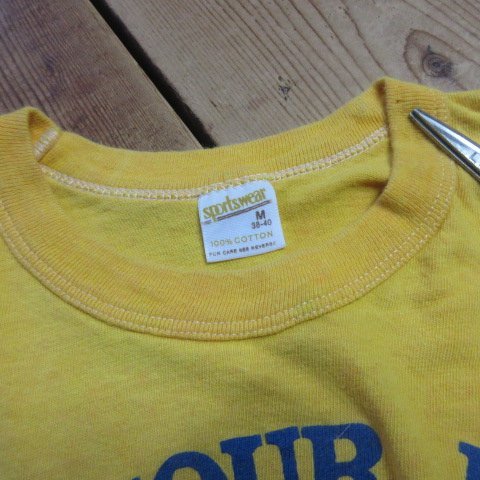 sportswear
M
38-40
100% COTTON
FOR CARE SEE REVERSE
OUR